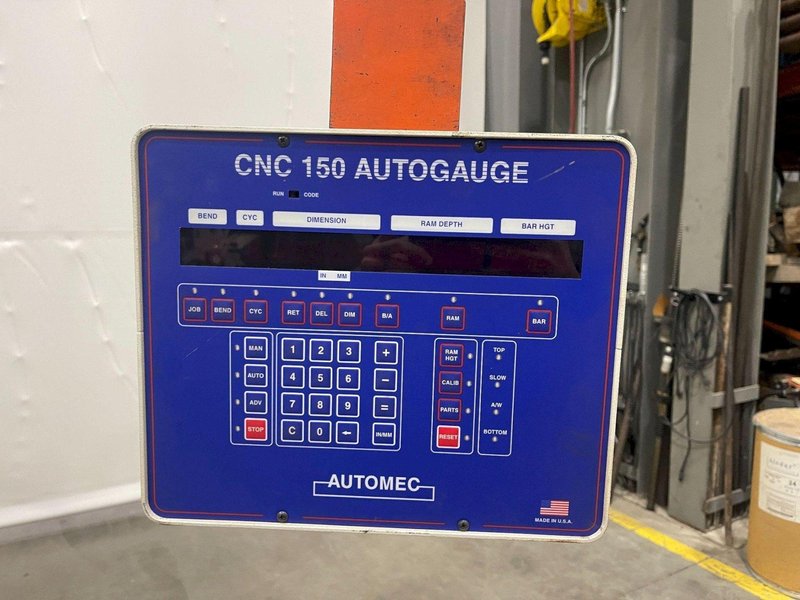 CNC 150 AUTOGAUGE
RUN CODE
BEND CYC DIMENSION RAM DEPTH BAR HGT
IN MM
JOB BEND CYC RET DEL DIM B/A RAM BAR
MAN
AUTO
ADV
STOP
1 2 3 +
4 5 6 -
7 8 9 =
C 0 ← IN/MM
RAM HGT
CALIB
PARTS
RESET
TOP
SLOW
A/W
BOTTOM
AUTOMEC
MADE IN U.S.A.